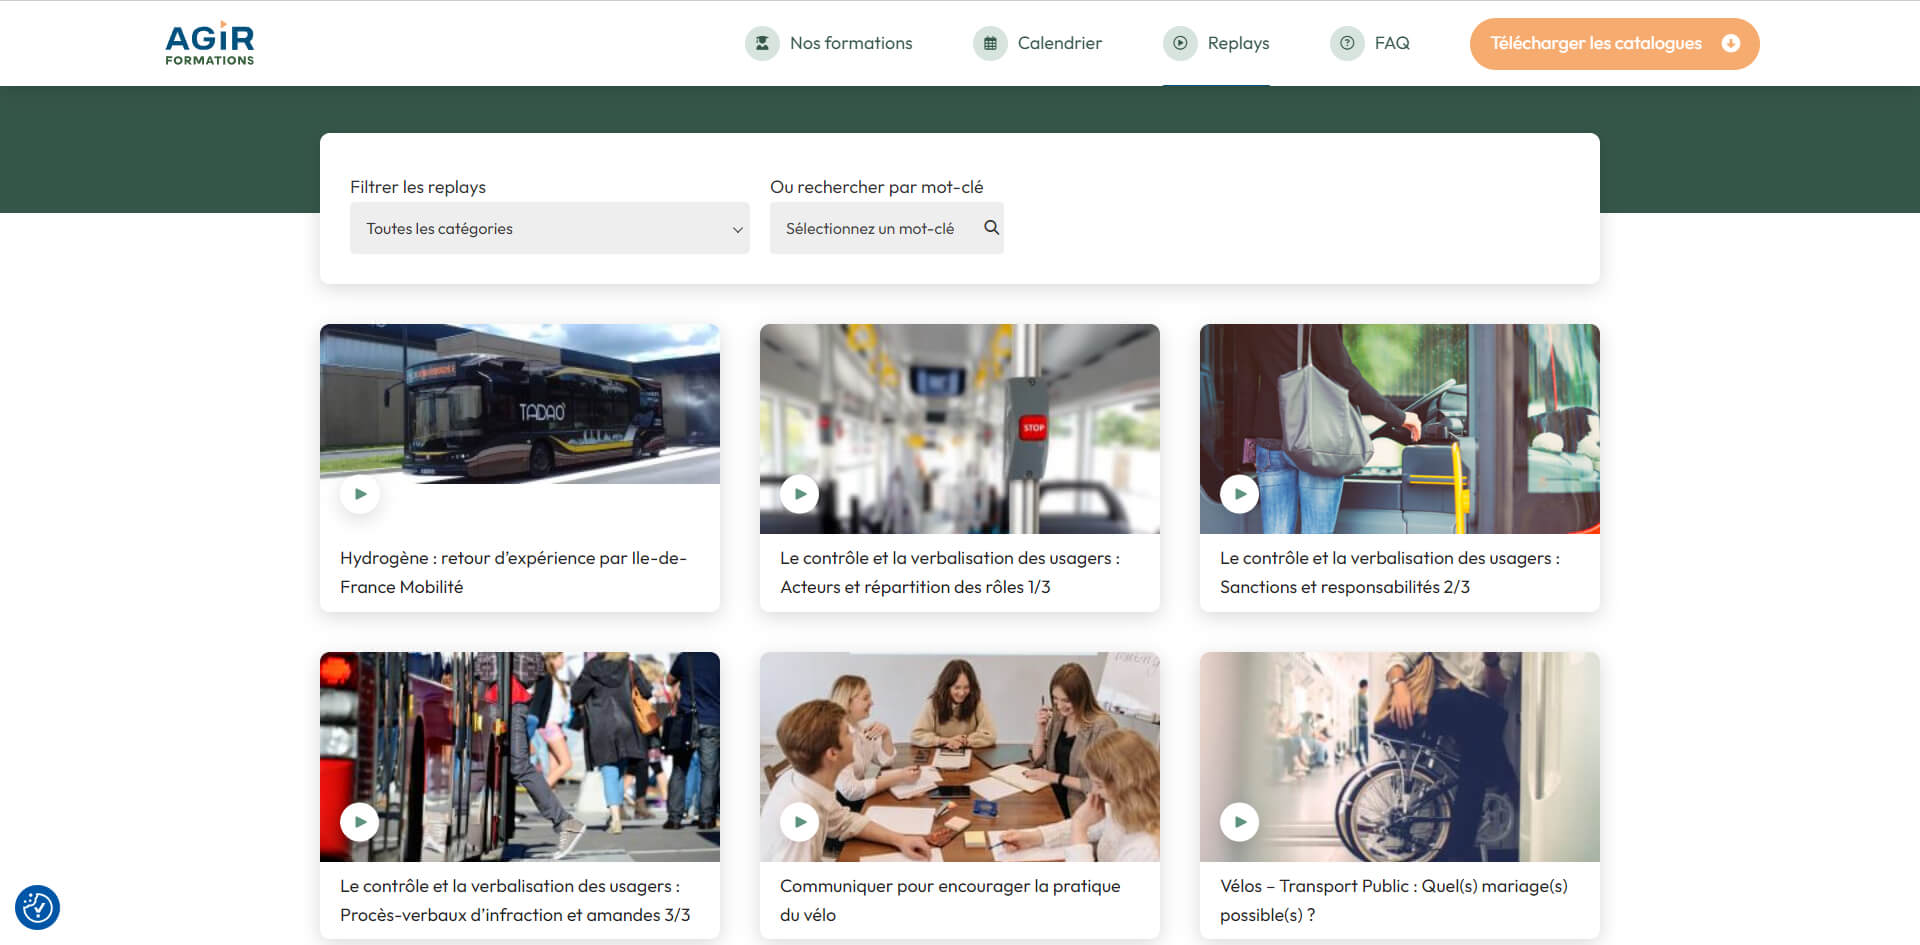 AGIR
FORMATIONS
Nos formations
Calendrier
Replays
FAQ
Télécharger les catalogues
Filtrer les replays
Ou rechercher par mot-clé
Toutes les catégories
Sélectionnez un mot-clé
TADAO
STOP
Hydrogène : retour d’expérience par Ile-de-
France Mobilité
Le contrôle et la verbalisation des usagers :
Acteurs et répartition des rôles 1/3
Le contrôle et la verbalisation des usagers :
Sanctions et responsabilités 2/3
Le contrôle et la verbalisation des usagers :
Procès-verbaux d’infraction et amandes 3/3
Communiquer pour encourager la pratique
du vélo
Vélos – Transport Public : Quel(s) mariage(s)
possible(s) ?